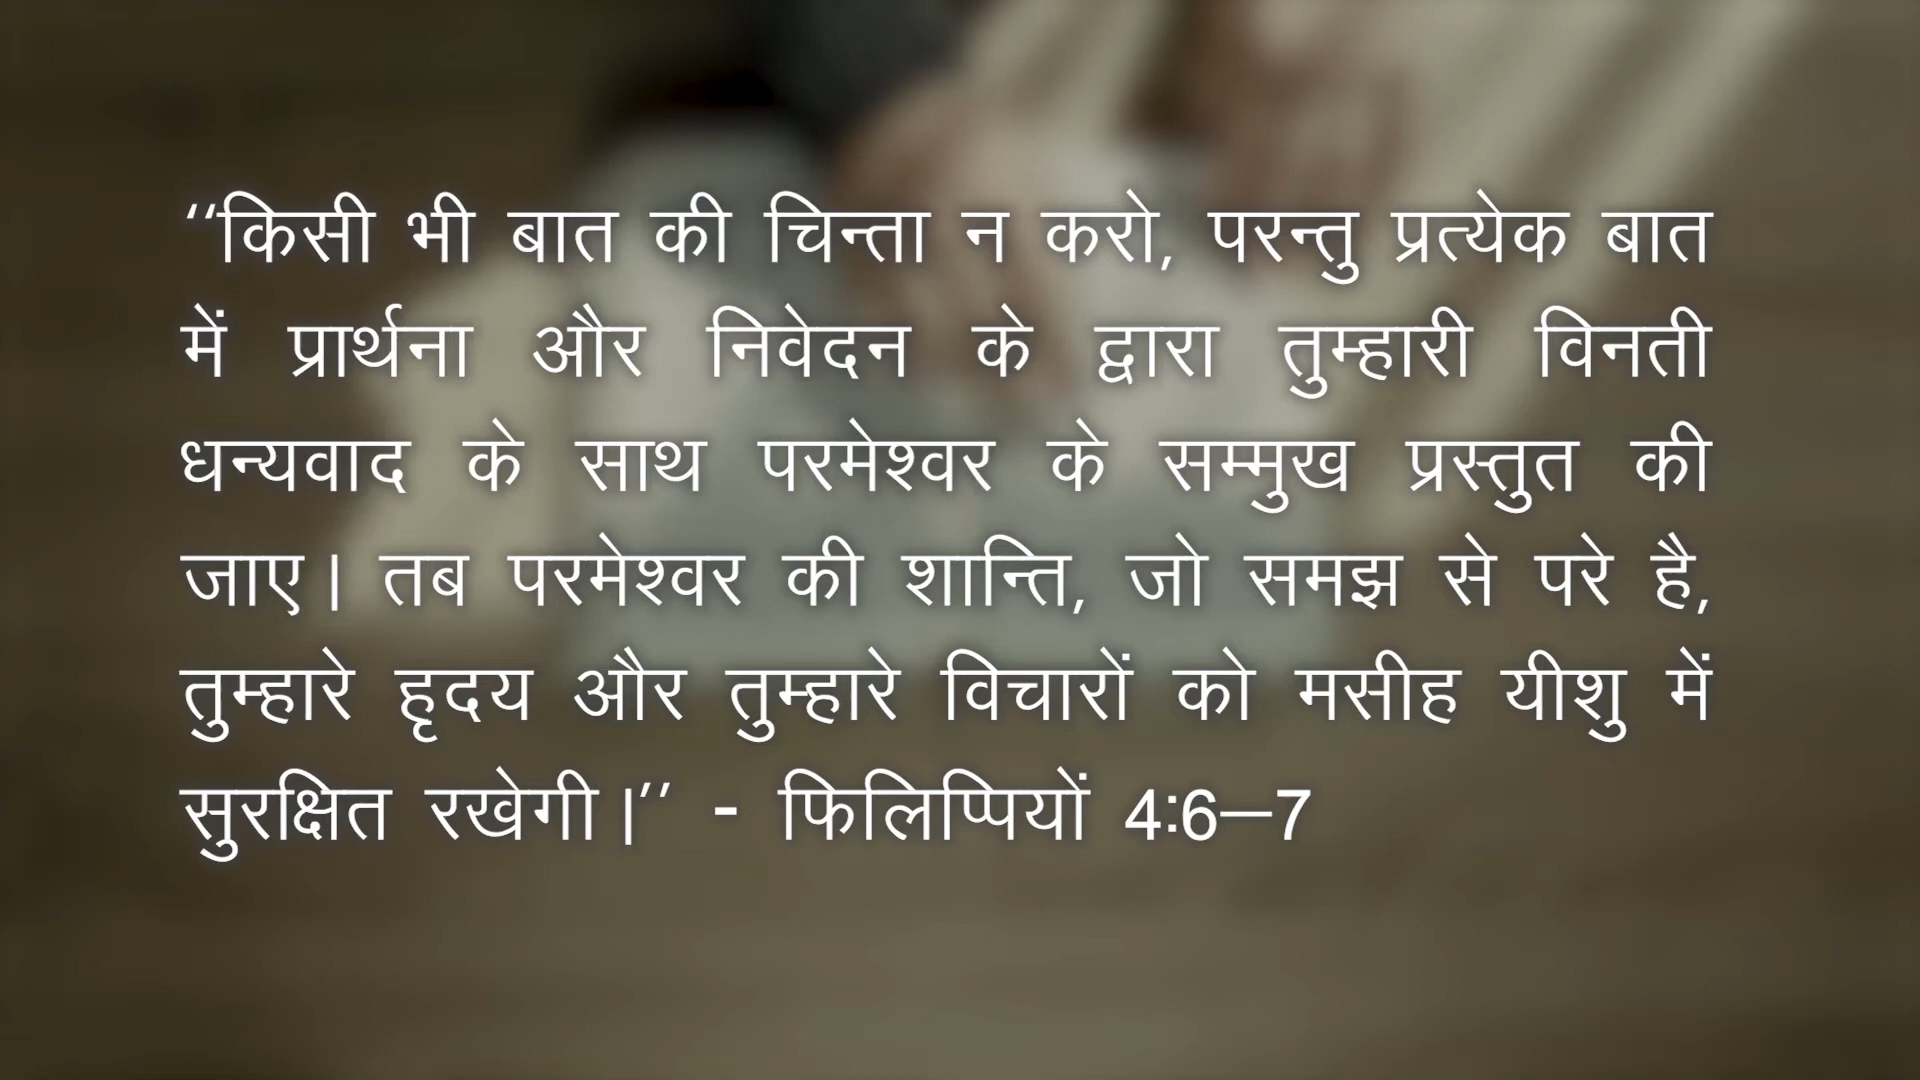 ‘‘किसी भी बात की चिन्ता न करो, परन्तु प्रत्येक बात
में प्रार्थना और निवेदन के द्वारा तुम्हारी विनती
धन्यवाद के साथ परमेश्वर के सम्मुख प्रस्तुत की
जाए। तब परमेश्वर की शान्ति, जो समझ से परे है,
तुम्हारे हृदय और तुम्हारे विचारों को मसीह यीशु में
सुरक्षित रखेगी।’’ - फिलिप्पियों 4:6—7